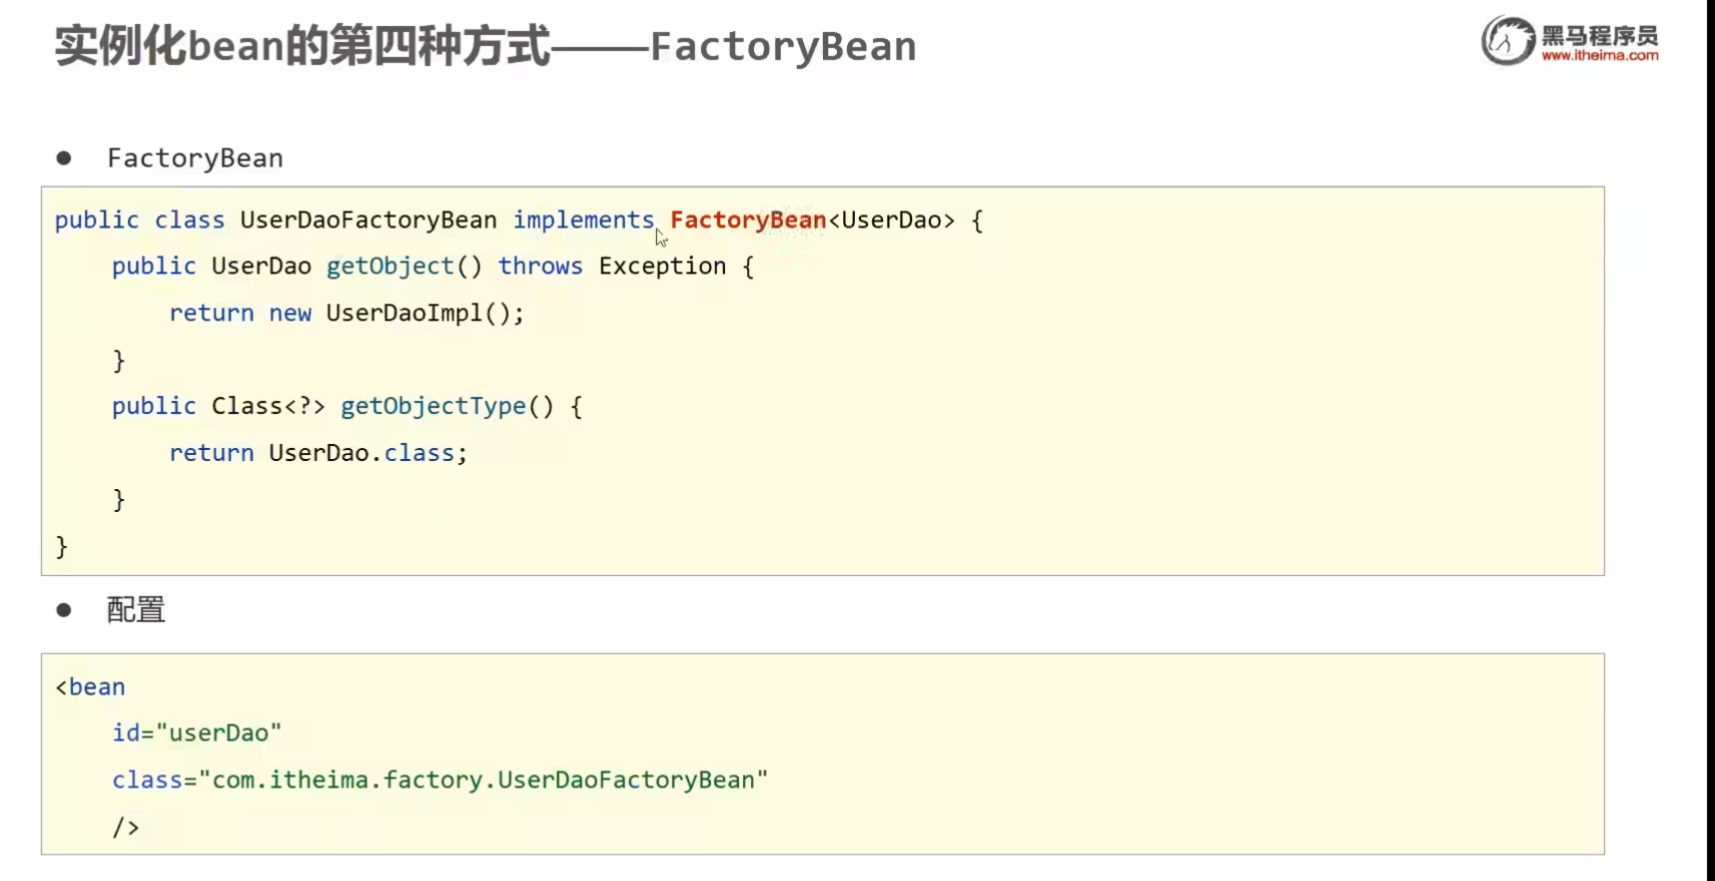 实例化bean的第四种方式——FactoryBean
黑马程序员
www.itheima.com
● FactoryBean
public class UserDaoFactoryBean implements FactoryBean<UserDao> {
    public UserDao getObject() throws Exception {
        return new UserDaoImpl();
    }
    public Class<?> getObjectType() {
        return UserDao.class;
    }
}
● 配置
<bean
    id="userDao"
    class="com.itheima.factory.UserDaoFactoryBean"
    />